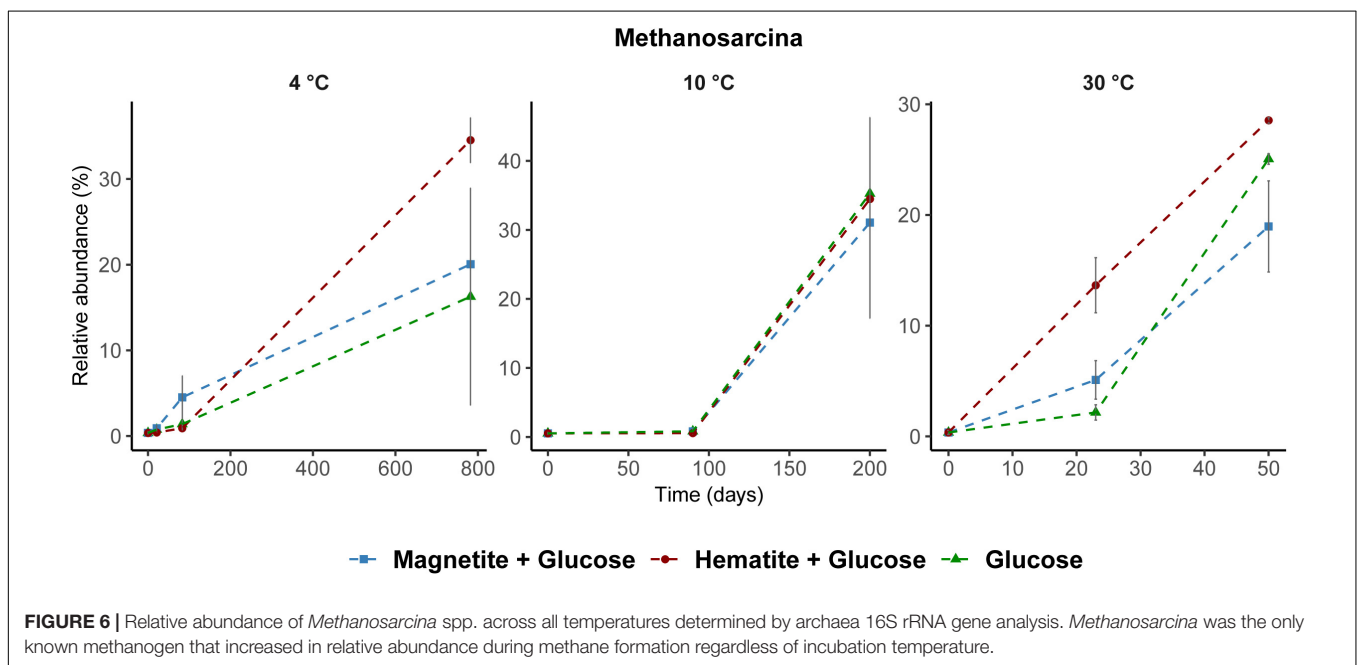 Methanosarcina
4 °C
10 °C
30 °C
Relative abundance (%)
30
20
10
0
0 200 400 600 800
40
30
20
10
0
0 50 100 150 200
30
20
10
0
0 10 20 30 40 50
Time (days)
Magnetite + Glucose Hematite + Glucose Glucose
FIGURE 6 | Relative abundance of Methanosarcina spp. across all temperatures determined by archaea 16S rRNA gene analysis. Methanosarcina was the only
known methanogen that increased in relative abundance during methane formation regardless of incubation temperature.